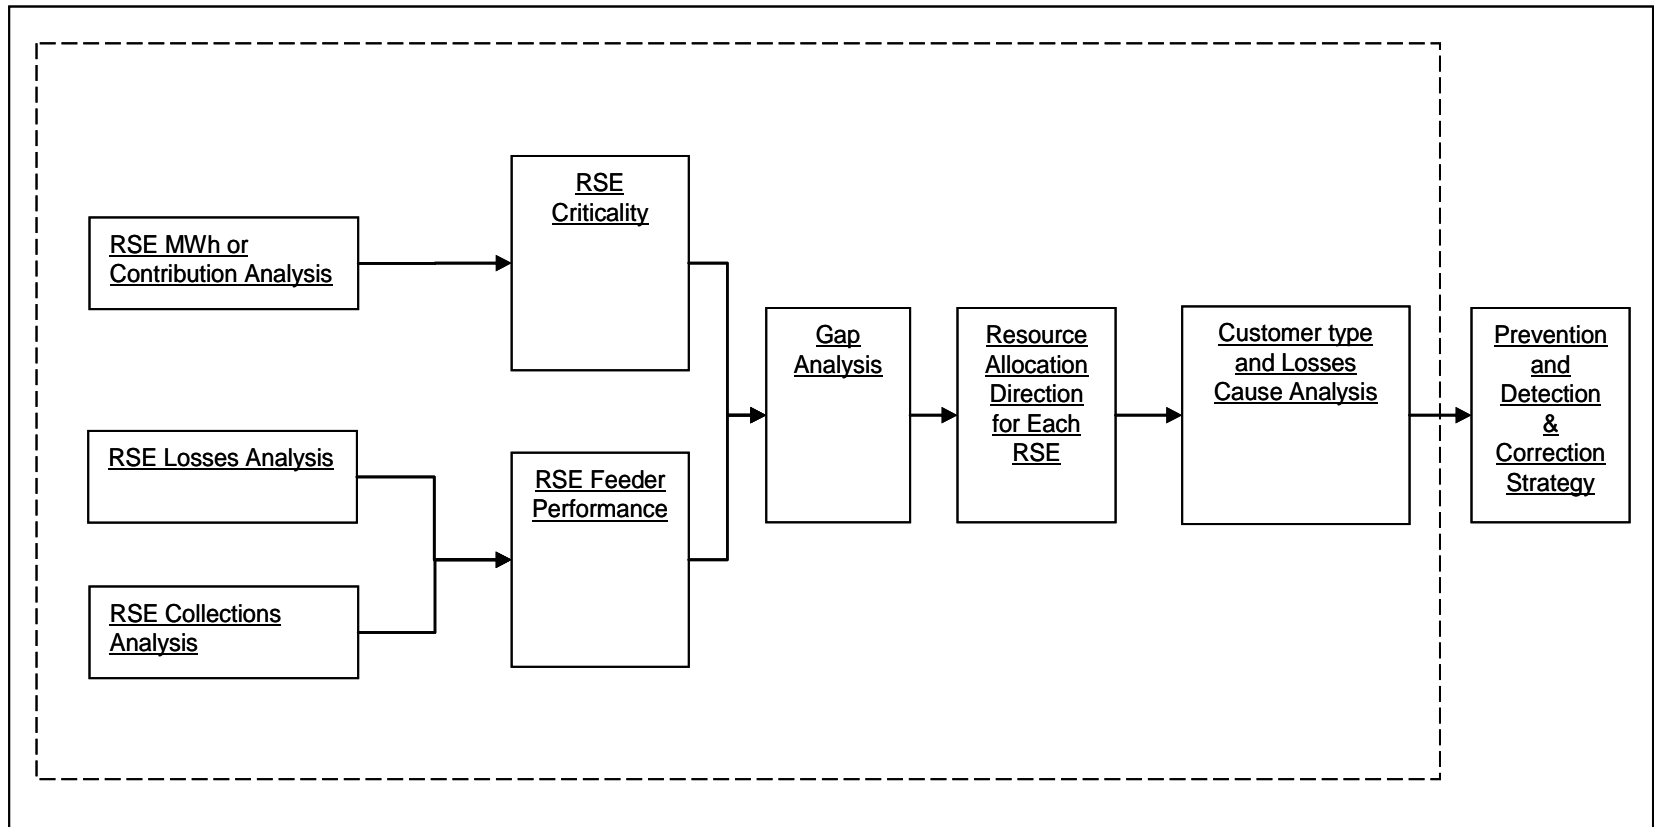 RSE MWh or
Contribution Analysis
RSE Losses Analysis
RSE Collections
Analysis
RSE
Criticality
RSE Feeder
Performance
Gap
Analysis
Resource
Allocation
Direction
for Each
RSE
Customer type
and Losses
Cause Analysis
Prevention
and
Detection
&
Correction
Strategy